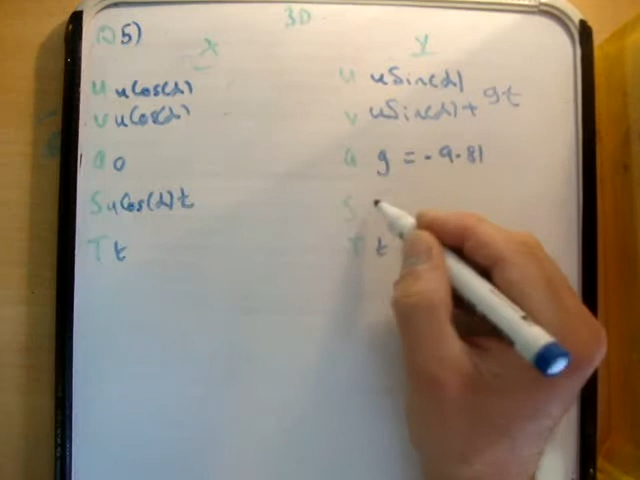 3D
Q5)
x y
u uCos(α) u uSin(α)
v uCos(α) v uSin(α) + gt
a 0 a g = -9.81
S uCos(α)t S
T t T t